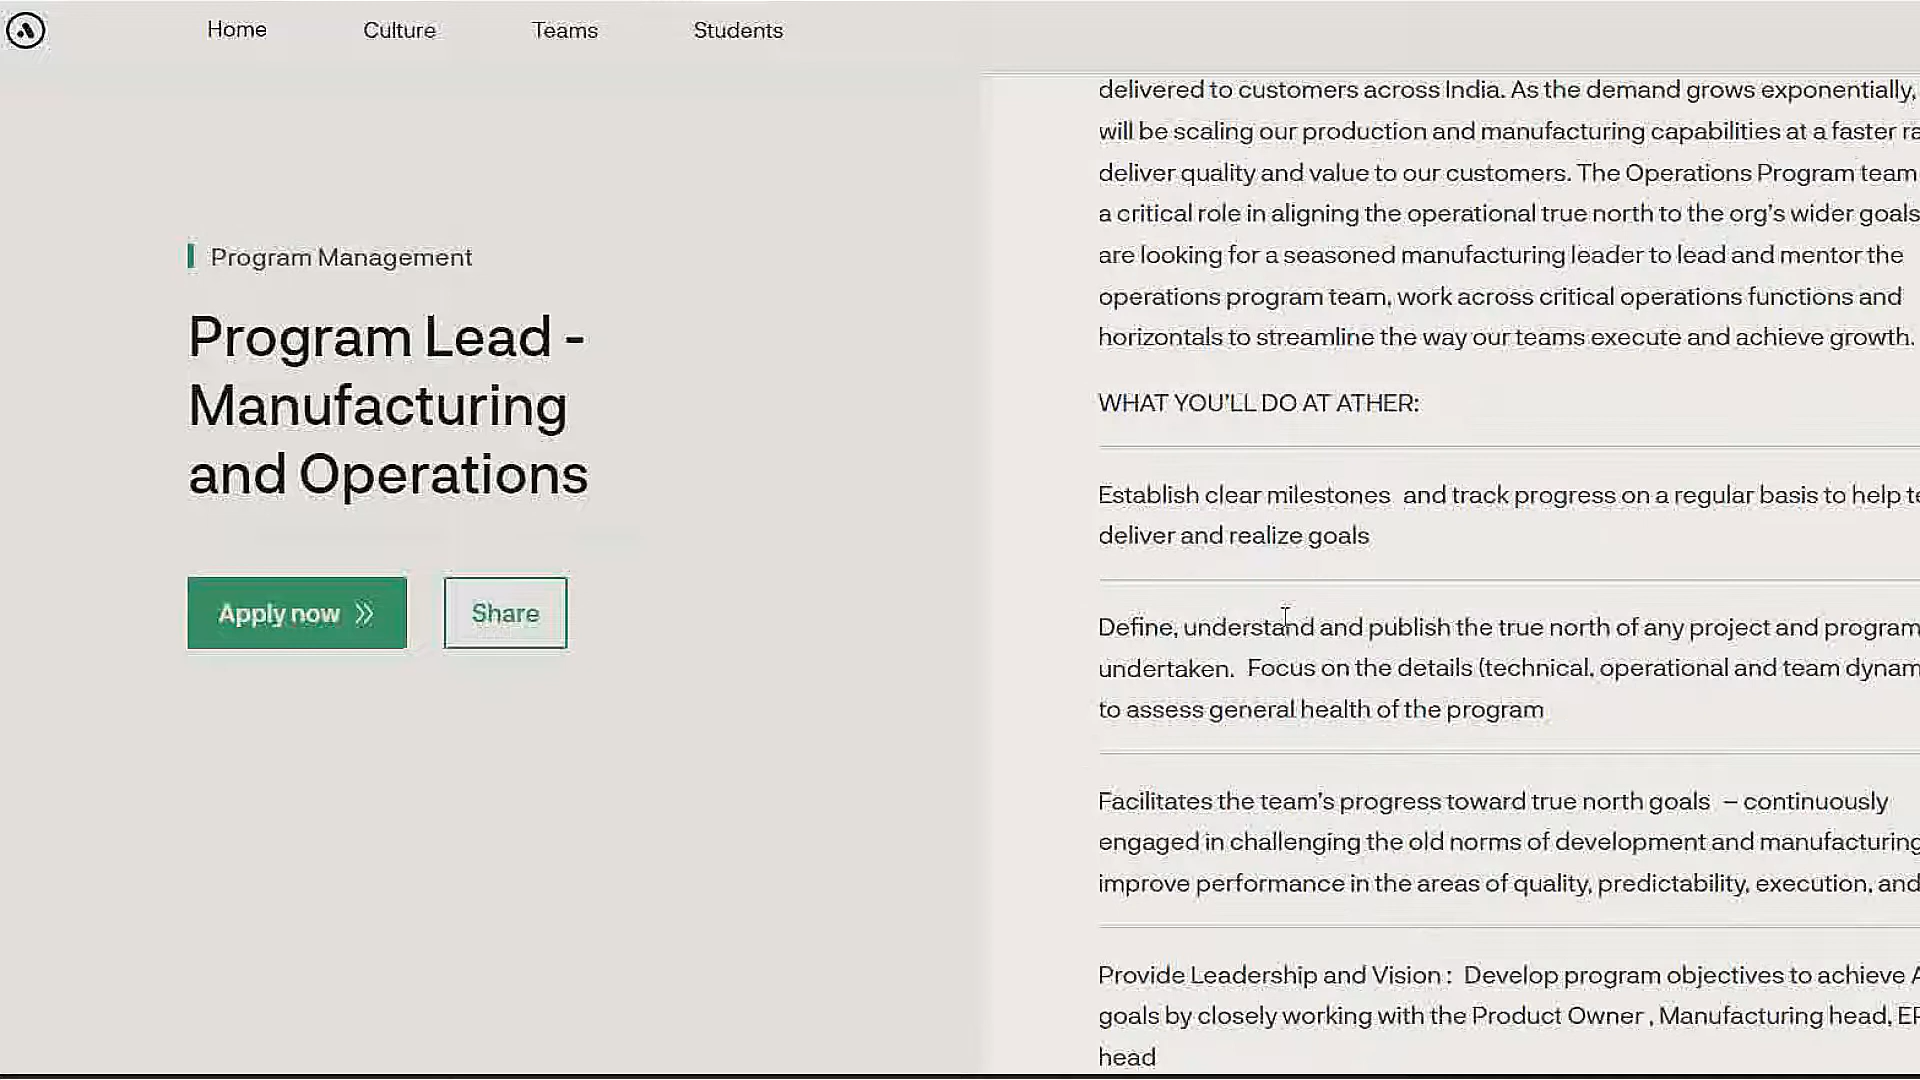 Home Culture Teams Students
Program Management
Program Lead -
Manufacturing
and Operations
Apply now
Share
delivered to customers across India. As the demand grows exponentially,
will be scaling our production and manufacturing capabilities at a faster
deliver quality and value to our customers. The Operations Program team
a critical role in aligning the operational true north to the org's wider goals
are looking for a seasoned manufacturing leader to lead and mentor the
operations program team, work across critical operations functions and
horizontals to streamline the way our teams execute and achieve growth.
WHAT YOU'LL DO AT ATHER:
Establish clear milestones and track progress on a regular basis to help
deliver and realize goals
Define, understand and publish the true north of any project and program
undertaken. Focus on the details (technical, operational and team
to assess general health of the program
Facilitates the team's progress toward true north goals – continuously
engaged in challenging the old norms of development and manufacturing
improve performance in the areas of quality, predictability, execution, and
Provide Leadership and Vision : Develop program objectives to achieve
goals by closely working with the Product Owner , Manufacturing head,
head